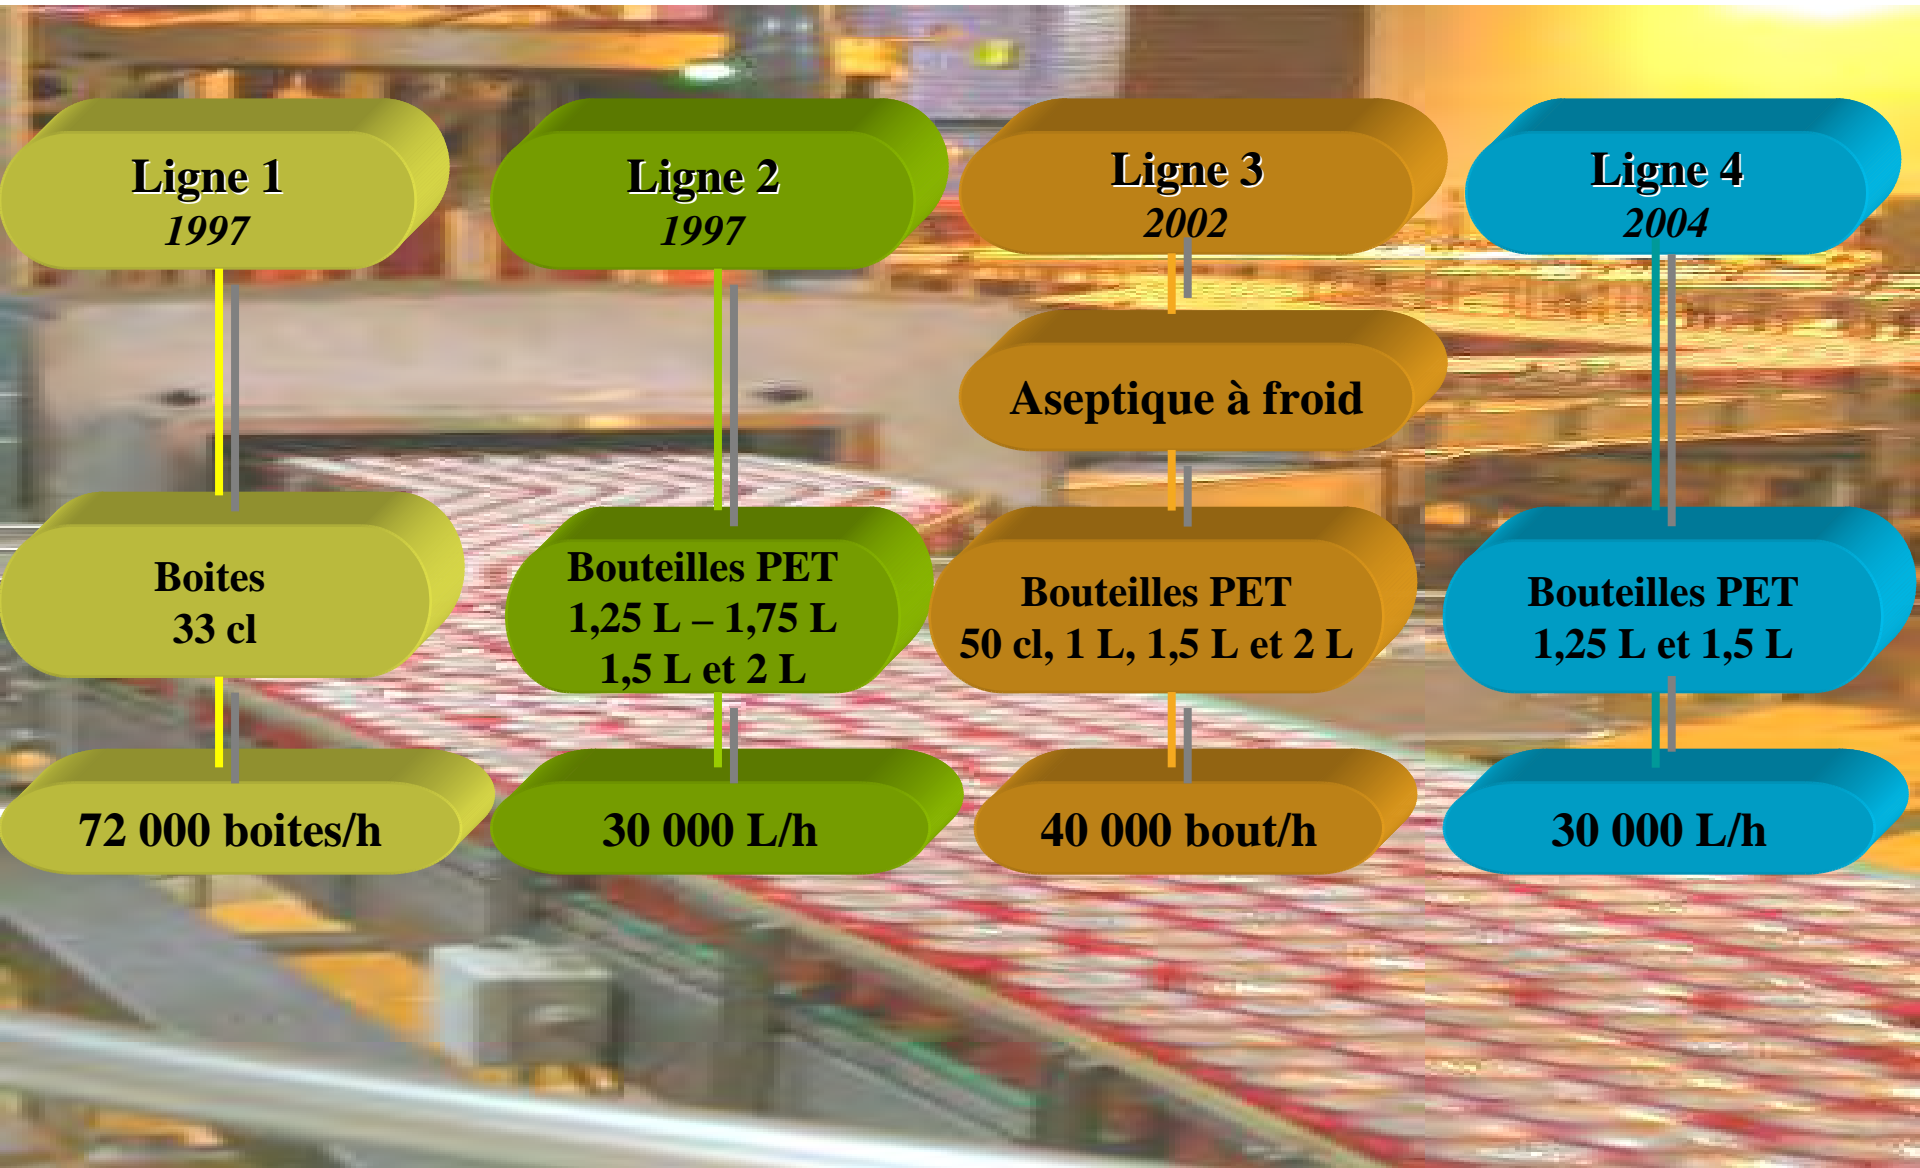 Ligne 1
1997
Boites
33 cl
72 000 boites/h
Ligne 2
1997
Bouteilles PET
1,25 L – 1,75 L
1,5 L et 2 L
30 000 L/h
Ligne 3
2002
Aseptique à froid
Bouteilles PET
50 cl, 1 L, 1,5 L et 2 L
40 000 bout/h
Ligne 4
2004
Bouteilles PET
1,25 L et 1,5 L
30 000 L/h